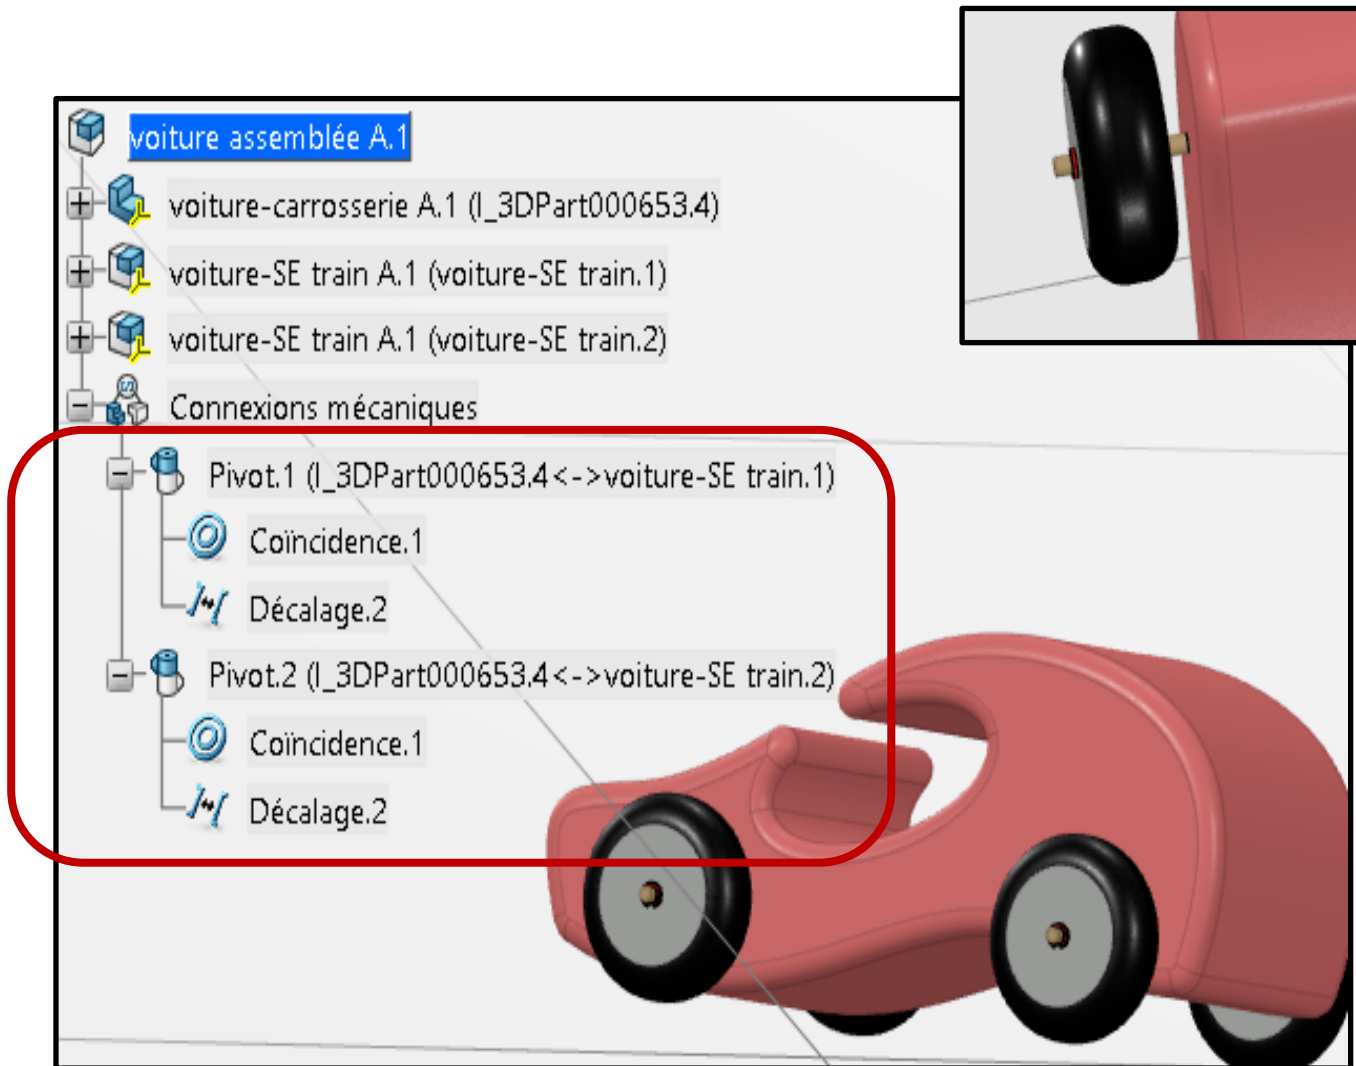 voiture assemblée A.1
voiture-carrosserie A.1 (I_3DPart000653.4)
voiture-SE train A.1 (voiture-SE train.1)
voiture-SE train A.1 (voiture-SE train.2)
Connexions mécaniques
Pivot.1 (I_3DPart000653.4<->voiture-SE train.1)
Coïncidence.1
Décalage.2
Pivot.2 (I_3DPart000653.4<->voiture-SE train.2)
Coïncidence.1
Décalage.2